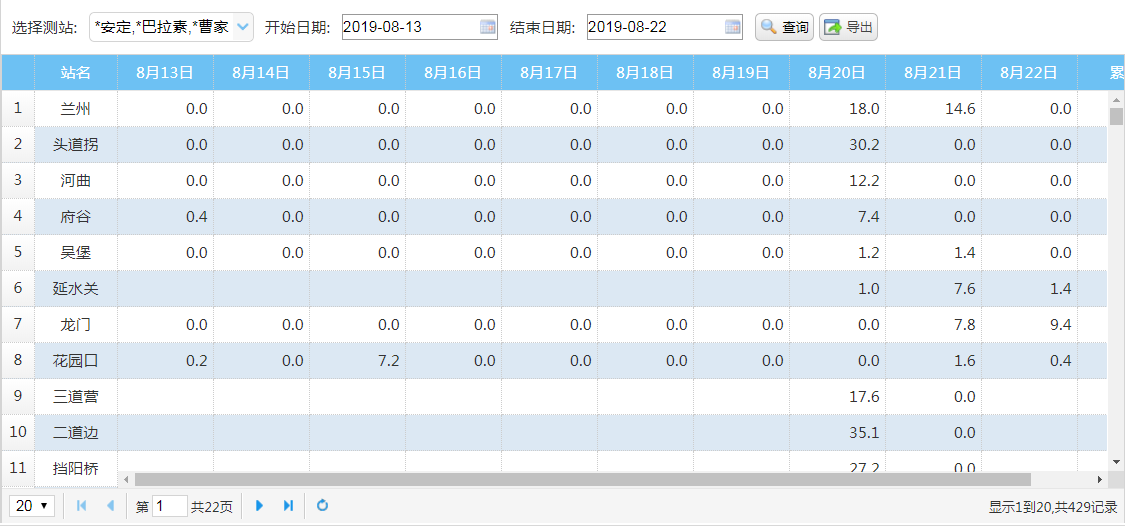 选择测站: *安定,*巴拉素,*曹家 开始日期: 2019-08-13 结束日期: 2019-08-22 查询 导出
站名 8月13日 8月14日 8月15日 8月16日 8月17日 8月18日 8月19日 8月20日 8月21日 8月22日 累
1 兰州 0.0 0.0 0.0 0.0 0.0 0.0 0.0 18.0 14.6 0.0
2 头道拐 0.0 0.0 0.0 0.0 0.0 0.0 0.0 30.2 0.0 0.0
3 河曲 0.0 0.0 0.0 0.0 0.0 0.0 0.0 12.2 0.0 0.0
4 府谷 0.4 0.0 0.0 0.0 0.0 0.0 0.0 7.4 0.0 0.0
5 吴堡 0.0 0.0 0.0 0.0 0.0 0.0 0.0 1.2 1.4 0.0
6 延水关 1.0 7.6 1.4
7 龙门 0.0 0.0 0.0 0.0 0.0 0.0 0.0 0.0 7.8 9.4
8 花园口 0.2 0.0 7.2 0.0 0.0 0.0 0.0 0.0 1.6 0.4
9 三道营 17.6 0.0
10 二道边 35.1 0.0
11 挡阳桥 27.2 0.0
20 第 1 共22页 显示1到20,共429记录